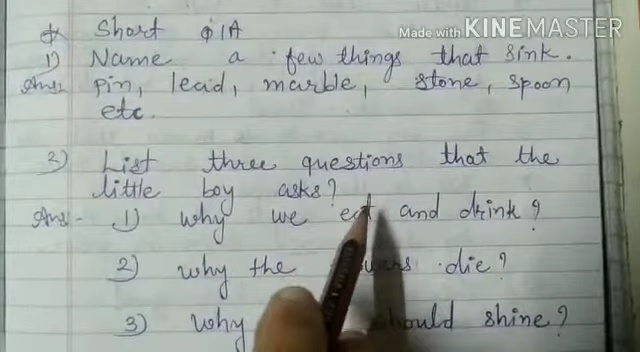 Made with KINEMASTER
* Short Q/A
1) Name a few things that sink.
Ans: pin, lead, marble, stone, spoon
etc.
3) List three questions that the
little boy asks?
Ans- 1) why we eat and drink?
2) why the die?
3) why should shine?